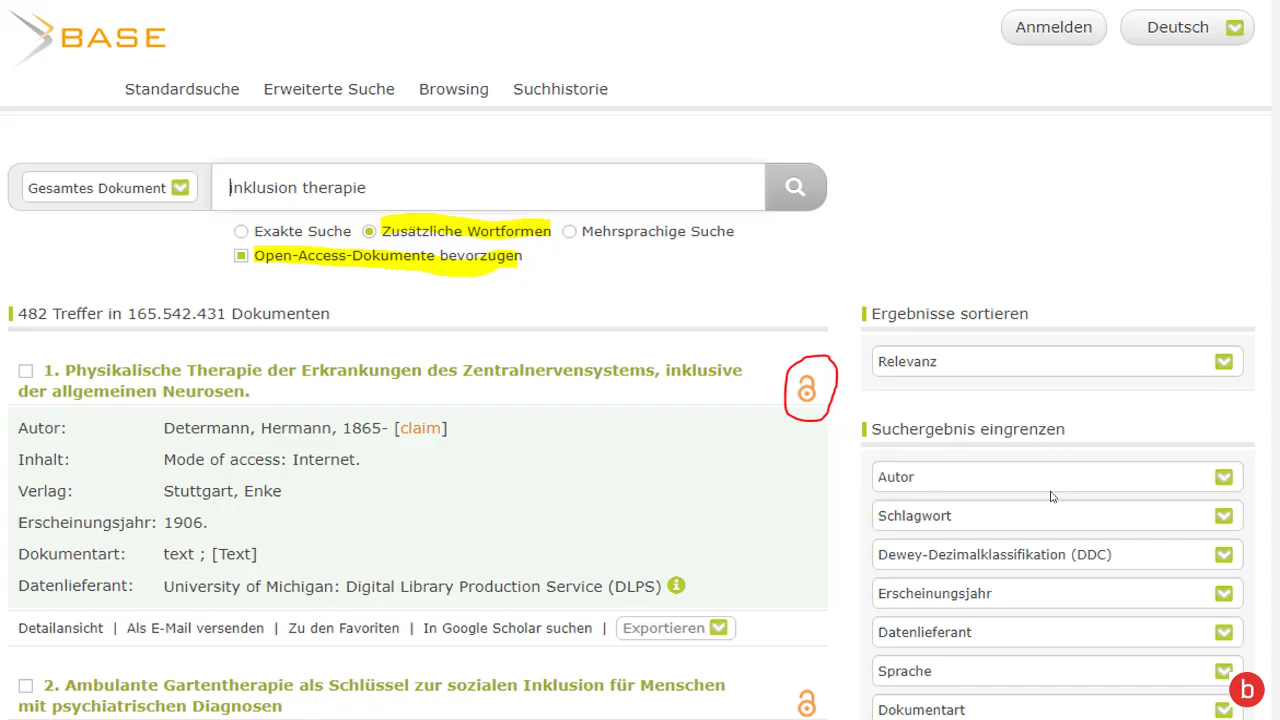 BASE
Anmelden
Deutsch
Standardsuche Erweiterte Suche Browsing Suchhistorie
Gesamtes Dokument
inklusion therapie
Exakte Suche Zusätzliche Wortformen Mehrsprachige Suche
Open-Access-Dokumente bevorzugen
482 Treffer in 165.542.431 Dokumenten
1. Physikalische Therapie der Erkrankungen des Zentralnervensystems, inklusive
der allgemeinen Neurosen.
Autor: Determann, Hermann, 1865- [claim]
Inhalt: Mode of access: Internet.
Verlag: Stuttgart, Enke
Erscheinungsjahr: 1906.
Dokumentart: text ; [Text]
Datenlieferant: University of Michigan: Digital Library Production Service (DLPS)
Detailansicht | Als E-Mail versenden | Zu den Favoriten | In Google Scholar suchen | Exportieren
2. Ambulante Gartentherapie als Schlüssel zur sozialen Inklusion für Menschen
mit psychiatrischen Diagnosen
Ergebnisse sortieren
Relevanz
Suchergebnis eingrenzen
Autor
Schlagwort
Dewey-Dezimalklassifikation (DDC)
Erscheinungsjahr
Datenlieferant
Sprache
Dokumentart
b